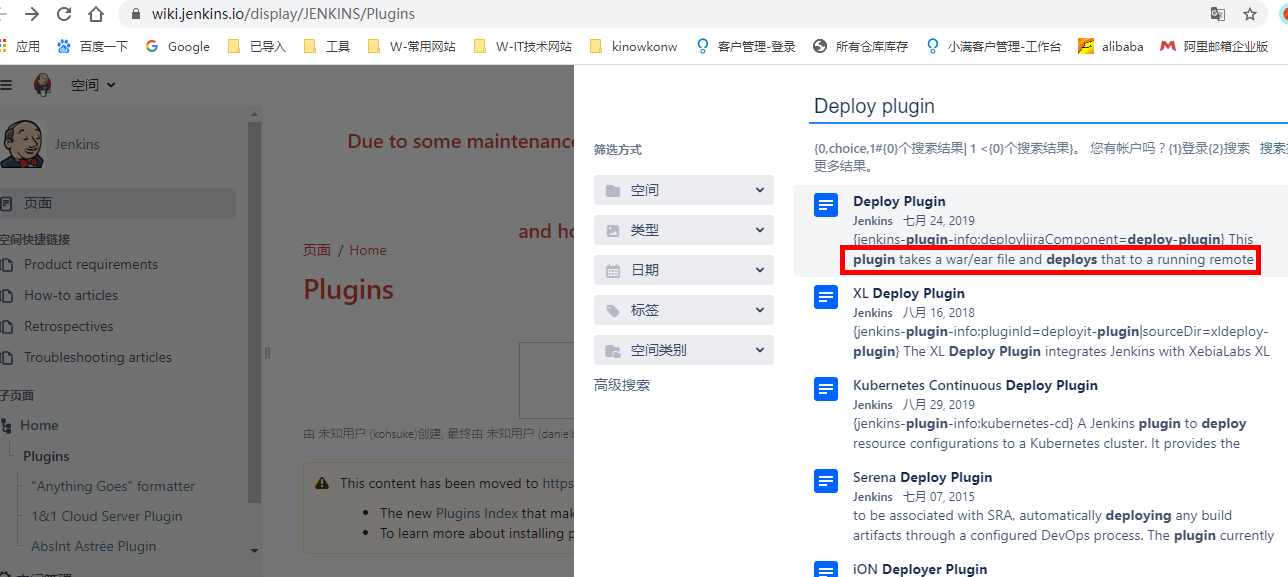 wiki.jenkins.io/display/JENKINS/Plugins
应用 百度一下 Google 已导入 工具 W-常用网站 W-IT技术网站 kinowkonw 客户管理-登录 所有仓库库存 小满客户管理-工作台 alibaba 阿里邮箱企业版
空间
Jenkins
页面
空间快捷链接
Product requirements
How-to articles
Retrospectives
Troubleshooting articles
子页面
Home
Plugins
"Anything Goes" formatter
1&1 Cloud Server Plugin
AbsInt Astrée Plugin
空间管理
Due to some maintenance
and ho
页面 / Home
Plugins
由 未知用户 (kohsuke)创建, 最终由 未知用户 (danielb
This content has been moved to https
• The new Plugins Index that mak
• To learn more about installing p
筛选方式
空间
类型
日期
标签
空间类别
高级搜索
Deploy plugin
{0,choice,1#{0}个搜索结果| 1 <{0}个搜索结果}。 您有帐户吗？{1}登录{2}搜索 搜索
更多结果。
Deploy Plugin
Jenkins 七月 24, 2019
{jenkins-plugin-info:deploy|jiraComponent=deploy-plugin} This
plugin takes a war/ear file and deploys that to a running remote
XL Deploy Plugin
Jenkins 八月 16, 2018
{jenkins-plugin-info:pluginId=deployit-plugin|sourceDir=xldeploy-
plugin} The XL Deploy Plugin integrates Jenkins with XebiaLabs XL
Kubernetes Continuous Deploy Plugin
Jenkins 八月 29, 2019
{jenkins-plugin-info:kubernetes-cd} A Jenkins plugin to deploy
resource configurations to a Kubernetes cluster. It provides the
Serena Deploy Plugin
Jenkins 七月 07, 2015
to be associated with SRA, automatically deploying any build
artifacts through a configured DevOps process. The plugin currently
iON Deployer Plugin